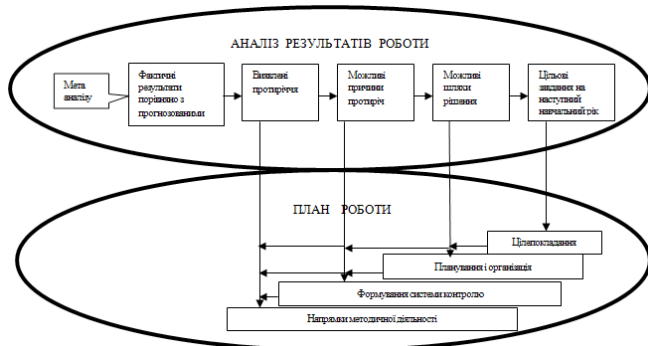 АНАЛІЗ РЕЗУЛЬТАТІВ РОБОТИ
Мета
аналізу
Фактичні
результати
порівняно з
прогнозованими
Виявлені
протиріччя
Можливі
причини
протиріч
Можливі
шляхи
рішення
Цільові
завдання на
наступний
навчальний рік
ПЛАН РОБОТИ
Цілепокладання
Планування і організація
Формування системи контролю
Напрямки методичної діяльності